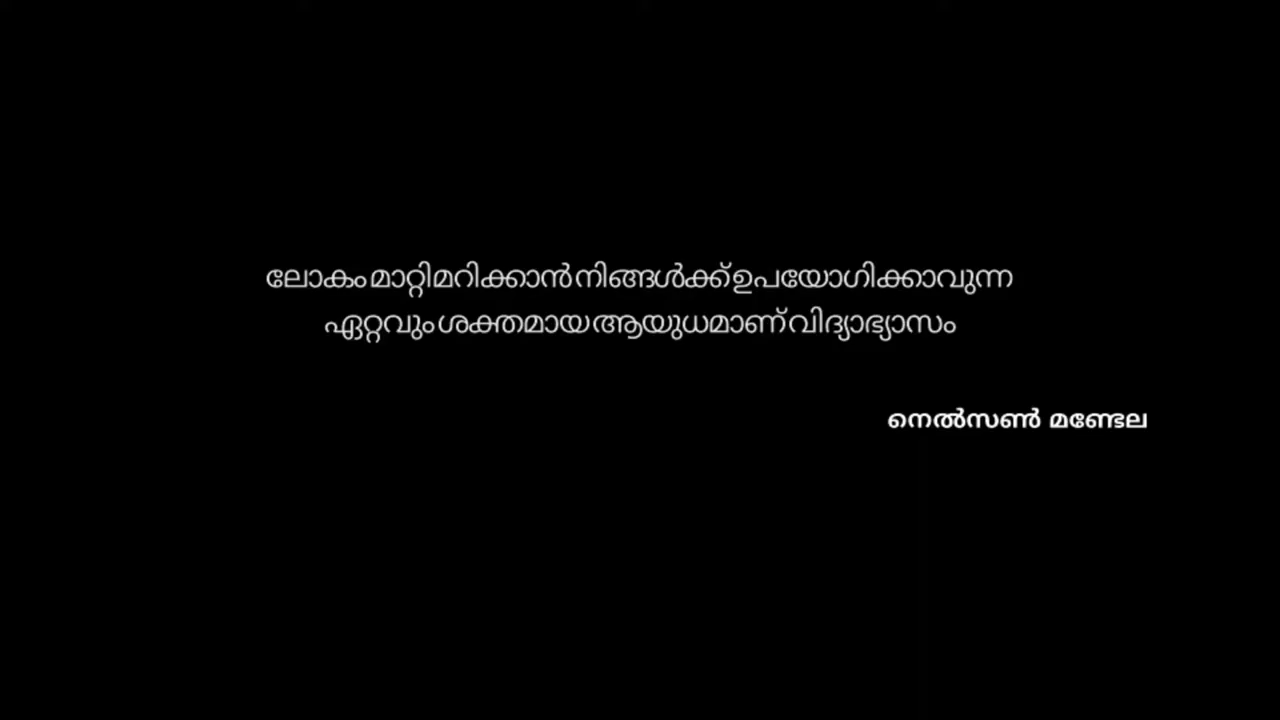 ലോകം മാറ്റിമറിക്കാൻ നിങ്ങൾക്ക് ഉപയോഗിക്കാവുന്ന
ഏറ്റവും ശക്തമായ ആയുധമാണ് വിദ്യാഭ്യാസം
നെൽസൺ മണ്ടേല